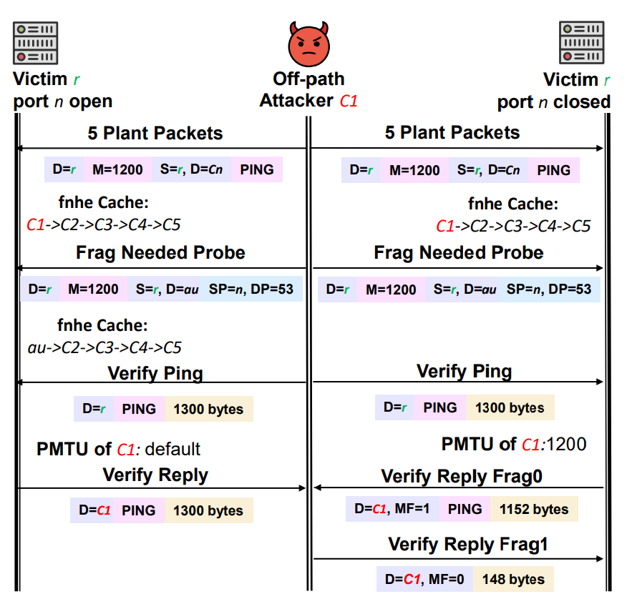 Victim r
port n open
Off-path
Attacker C1
Victim r
port n closed
5 Plant Packets
5 Plant Packets
D=r M=1200 S=r, D=Cn PING
D=r M=1200 S=r, D=Cn PING
fnhe Cache:
C1->C2->C3->C4->C5
fnhe Cache:
C1->C2->C3->C4->C5
Frag Needed Probe
Frag Needed Probe
D=r M=1200 S=r, D=au SP=n, DP=53
D=r M=1200 S=r, D=au SP=n, DP=53
fnhe Cache:
au->C2->C3->C4->C5
Verify Ping
Verify Ping
D=r PING 1300 bytes
D=r PING 1300 bytes
PMTU of C1: default
PMTU of C1:1200
Verify Reply
Verify Reply Frag0
D=C1 PING 1300 bytes
D=C1, MF=1 PING 1152 bytes
Verify Reply Frag1
D=C1, MF=0 148 bytes